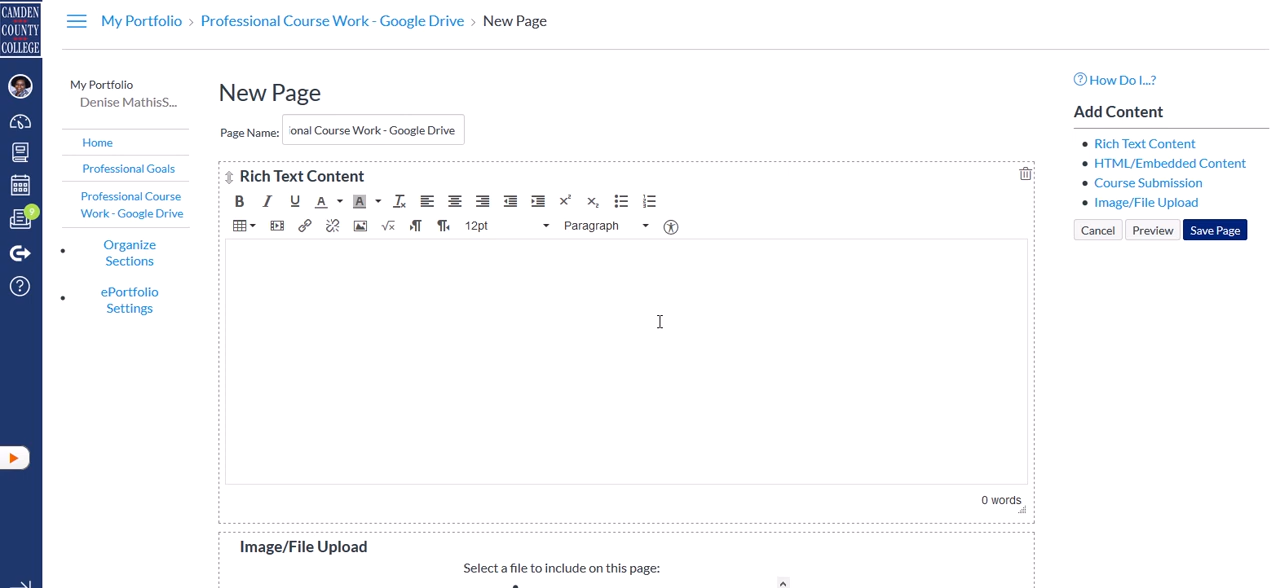 CAMDEN
COUNTY
COLLEGE
My Portfolio › Professional Course Work - Google Drive › New Page
9
My Portfolio
Denise MathisS...
Home
Professional Goals
Professional Course
Work - Google Drive
Organize
Sections
ePortfolio
Settings
New Page
Page Name: ional Course Work - Google Drive
Rich Text Content
12pt Paragraph
0 words
Image/File Upload
Select a file to include on this page:
How Do I...?
Add Content
Rich Text Content
HTML/Embedded Content
Course Submission
Image/File Upload
Cancel Preview Save Page